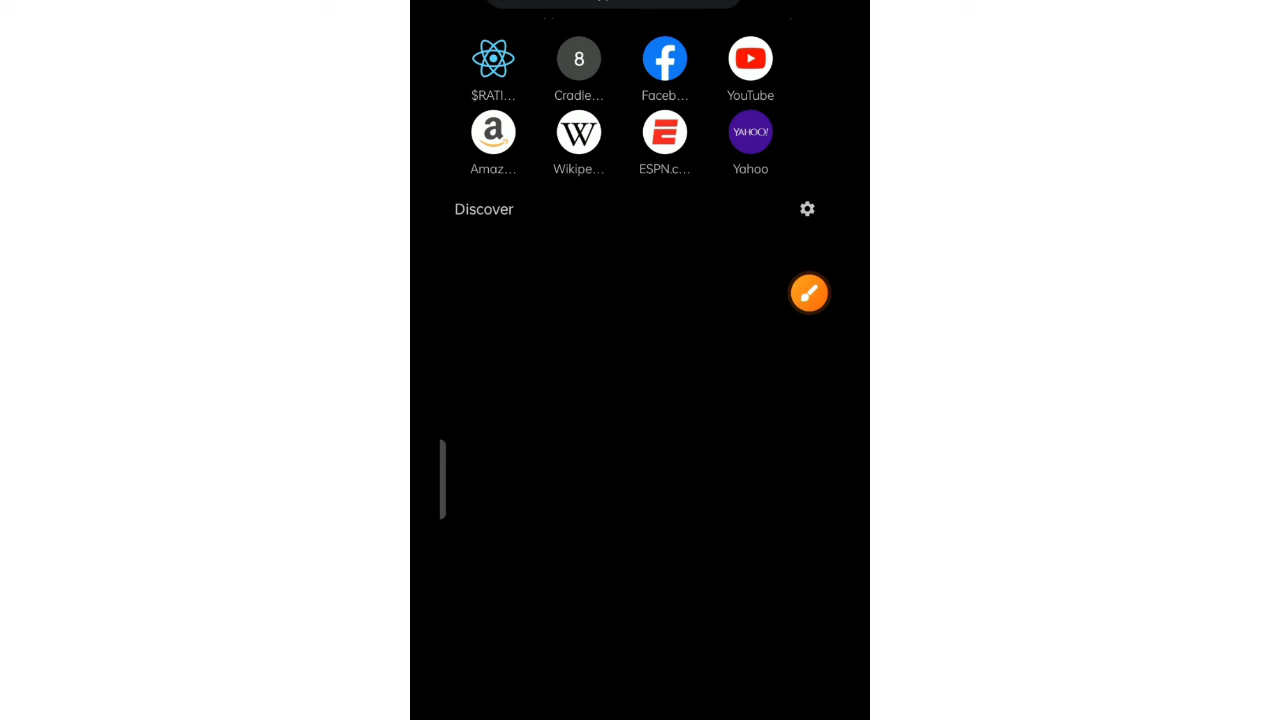 $RATI... Cradle... Faceb... YouTube
8
YAHOO!
Amaz... Wikipe... ESPN.c... Yahoo
Discover